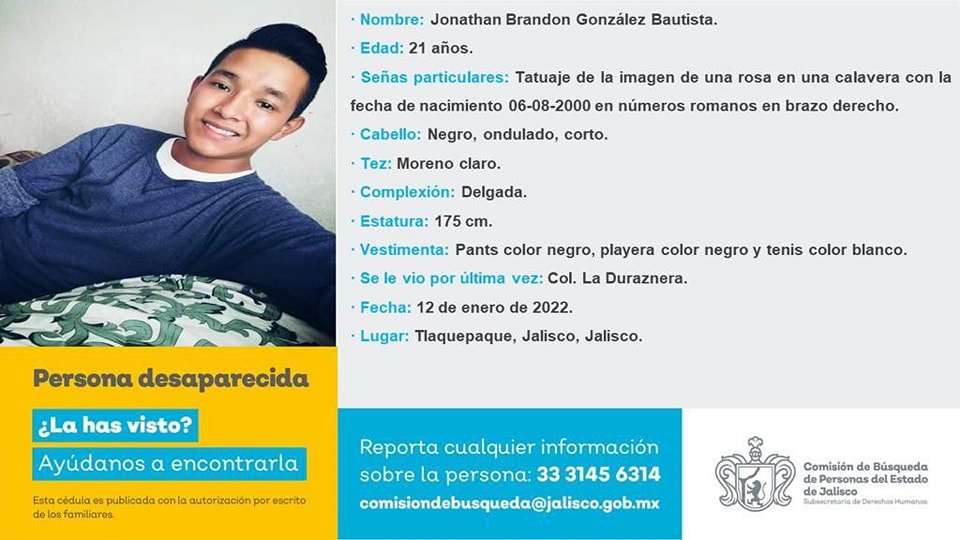 · Nombre: Jonathan Brandon González Bautista.
· Edad: 21 años.
· Señas particulares: Tatuaje de la imagen de una rosa en una calavera con la
fecha de nacimiento 06-08-2000 en números romanos en brazo derecho.
· Cabello: Negro, ondulado, corto.
· Tez: Moreno claro.
· Complexión: Delgada.
· Estatura: 175 cm.
· Vestimenta: Pants color negro, playera color negro y tenis color blanco.
· Se le vio por última vez: Col. La Duraznera.
· Fecha: 12 de enero de 2022.
· Lugar: Tlaquepaque, Jalisco, Jalisco.
Persona desaparecida
¿La has visto?
Ayúdanos a encontrarla
Esta cédula es publicada con la autorización por escrito
de los familiares.
Reporta cualquier información
sobre la persona: 33 3145 6314
comisiondebusqueda@jalisco.gob.mx
Comisión de Búsqueda
de Personas del Estado
de Jalisco
Subsecretaría de Derechos Humanos